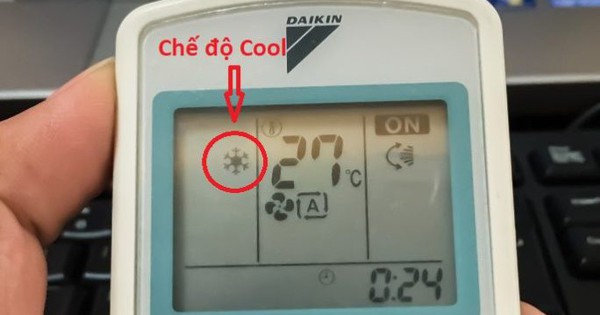 DAIKIN
Chế độ Cool
ON
27°C
A
0:24